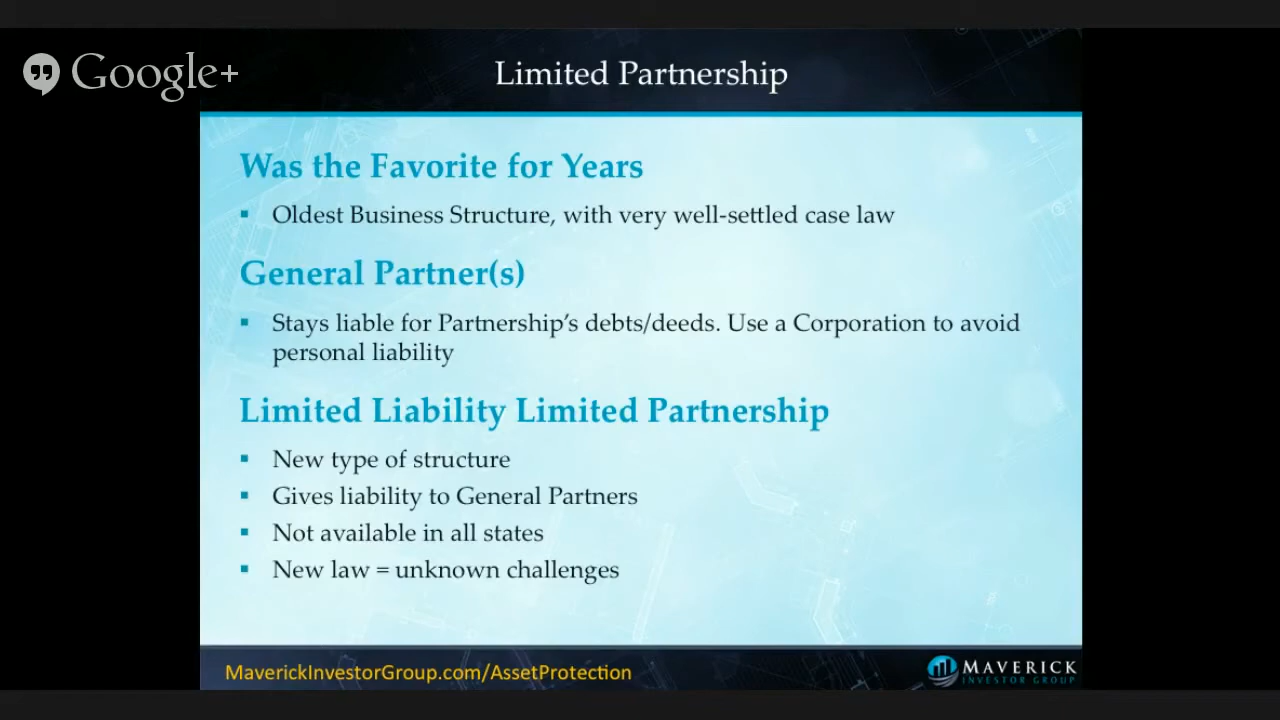 Google+
Limited Partnership
Was the Favorite for Years
▪ Oldest Business Structure, with very well-settled case law
General Partner(s)
▪ Stays liable for Partnership’s debts/deeds. Use a Corporation to avoid
personal liability
Limited Liability Limited Partnership
▪ New type of structure
▪ Gives liability to General Partners
▪ Not available in all states
▪ New law = unknown challenges
MaverickInvestorGroup.com/AssetProtection
MAVERICK
INVESTOR GROUP